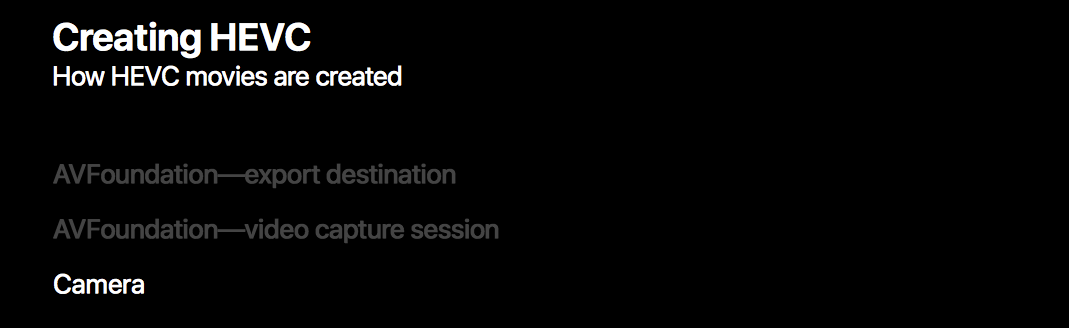 Creating HEVC
How HEVC movies are created
AVFoundation—export destination
AVFoundation—video capture session
Camera